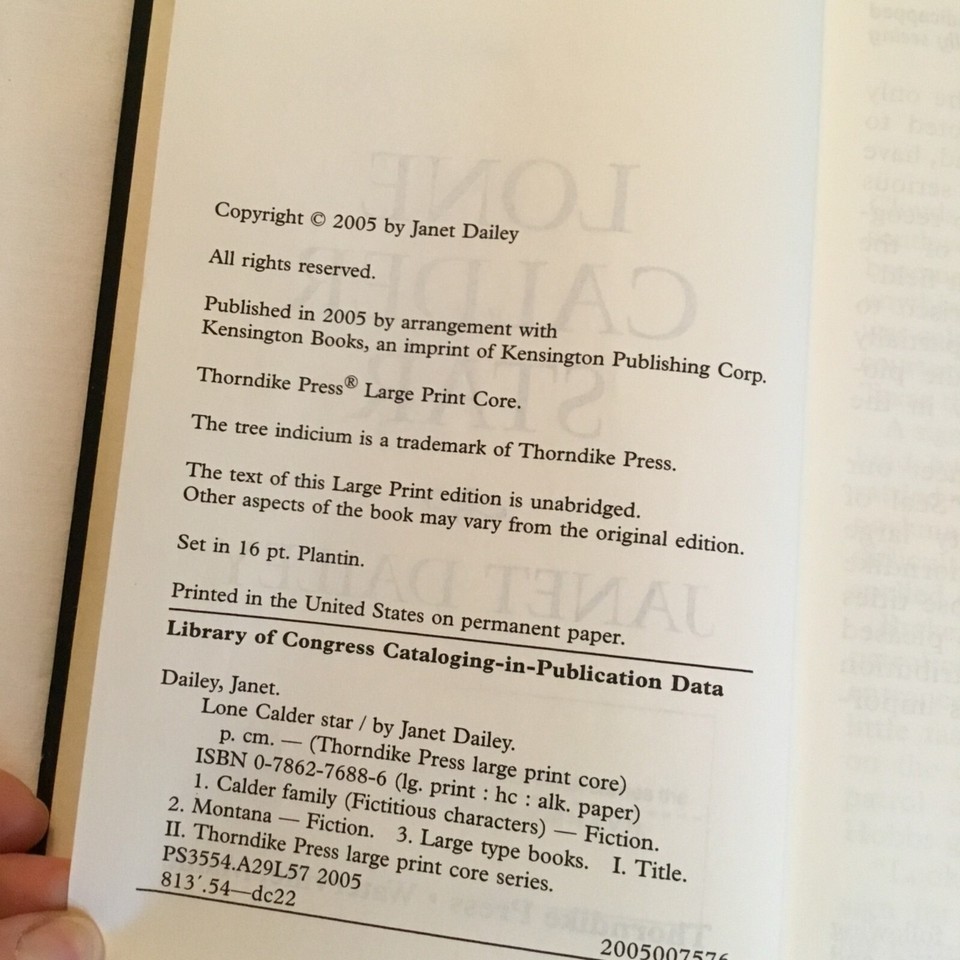 Copyright © 2005 by Janet Dailey
All rights reserved.
Published in 2005 by arrangement with
Kensington Books, an imprint of Kensington Publishing Corp.
Thorndike Press® Large Print Core.
The tree indicium is a trademark of Thorndike Press.
The text of this Large Print edition is unabridged.
Other aspects of the book may vary from the original edition.
Set in 16 pt. Plantin.
Printed in the United States on permanent paper.
Library of Congress Cataloging-in-Publication Data
Dailey, Janet.
Lone Calder star / by Janet Dailey.
p. cm. — (Thorndike Press large print core)
ISBN 0-7862-7688-6 (lg. print : hc : alk. paper)
1. Calder family (Fictitious characters) — Fiction.
2. Montana — Fiction. 3. Large type books. I. Title.
II. Thorndike Press large print core series.
PS3554.A29L57 2005
813′.54—dc22
2005007576